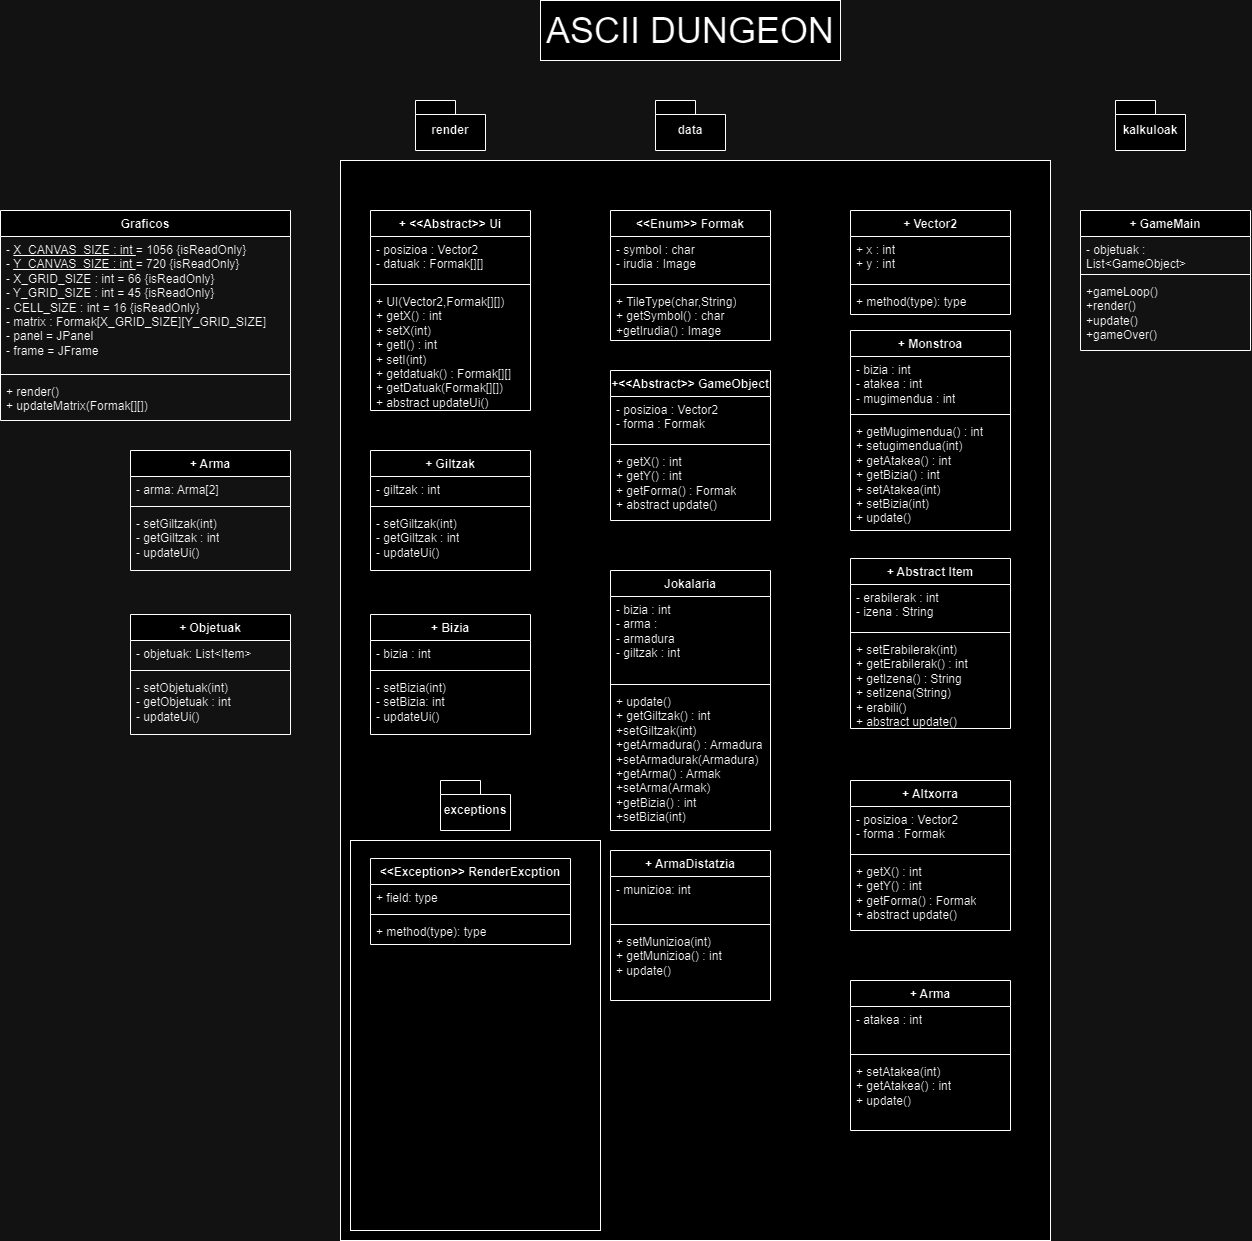 ASCII DUNGEON
render
data
kalkuloak
Graficos
- X_CANVAS_SIZE : int = 1056 {isReadOnly}
- Y_CANVAS_SIZE : int = 720 {isReadOnly}
- X_GRID_SIZE : int = 66 {isReadOnly}
- Y_GRID_SIZE : int = 45 {isReadOnly}
- CELL_SIZE : int = 16 {isReadOnly}
- matrix : Formak[X_GRID_SIZE][Y_GRID_SIZE]
- panel = JPanel
- frame = JFrame
+ render()
+ updateMatrix(Formak[][])
+ <<Abstract>> Ui
- posizioa : Vector2
- datuak : Formak[][]
+ UI(Vector2,Formak[][])
+ getX() : int
+ setX(int)
+ getI() : int
+ setI(int)
+ getdatuak() : Formak[][]
+ getDatuak(Formak[][])
+ abstract updateUi()
<<Enum>> Formak
- symbol : char
- irudia : Image
+ TileType(char,String)
+ getSymbol() : char
+getIrudia() : Image
+ Vector2
+ x : int
+ y : int
+ method(type): type
+ GameMain
- objetuak :
List<GameObject>
+gameLoop()
+render()
+update()
+gameOver()
+ Monstroa
- bizia : int
- atakea : int
- mugimendua : int
+ getMugimendua() : int
+ setugimendua(int)
+ getAtakea() : int
+ getBizia() : int
+ setAtakea(int)
+ setBizia(int)
+ update()
+<<Abstract>> GameObject
- posizioa : Vector2
- forma : Formak
+ getX() : int
+ getY() : int
+ getForma() : Formak
+ abstract update()
+ Arma
- arma: Arma[2]
- setGiltzak(int)
- getGiltzak : int
- updateUi()
+ Giltzak
- giltzak : int
- setGiltzak(int)
- getGiltzak : int
- updateUi()
Jokalaria
- bizia : int
- arma :
- armadura
- giltzak : int
+ update()
+ getGiltzak() : int
+setGiltzak(int)
+getArmadura() : Armadura
+setArmadurak(Armadura)
+getArma() : Armak
+setArma(Armak)
+getBizia() : int
+setBizia(int)
+ Abstract Item
- erabilerak : int
- izena : String
+ setErabilerak(int)
+ getErabilerak() : int
+ getIzena() : String
+ setIzena(String)
+ erabili()
+ abstract update()
+ Objetuak
- objetuak: List<Item>
- setObjetuak(int)
- getObjetuak : int
- updateUi()
+ Bizia
- bizia : int
- setBizia(int)
- setBizia: int
- updateUi()
exceptions
<<Exception>> RenderExcption
+ field: type
+ method(type): type
+ ArmaDistatzia
- munizioa: int
+ setMunizioa(int)
+ getMunizioa() : int
+ update()
+ Altxorra
- posizioa : Vector2
- forma : Formak
+ getX() : int
+ getY() : int
+ getForma() : Formak
+ abstract update()
+ Arma
- atakea : int
+ setAtakea(int)
+ getAtakea() : int
+ update()